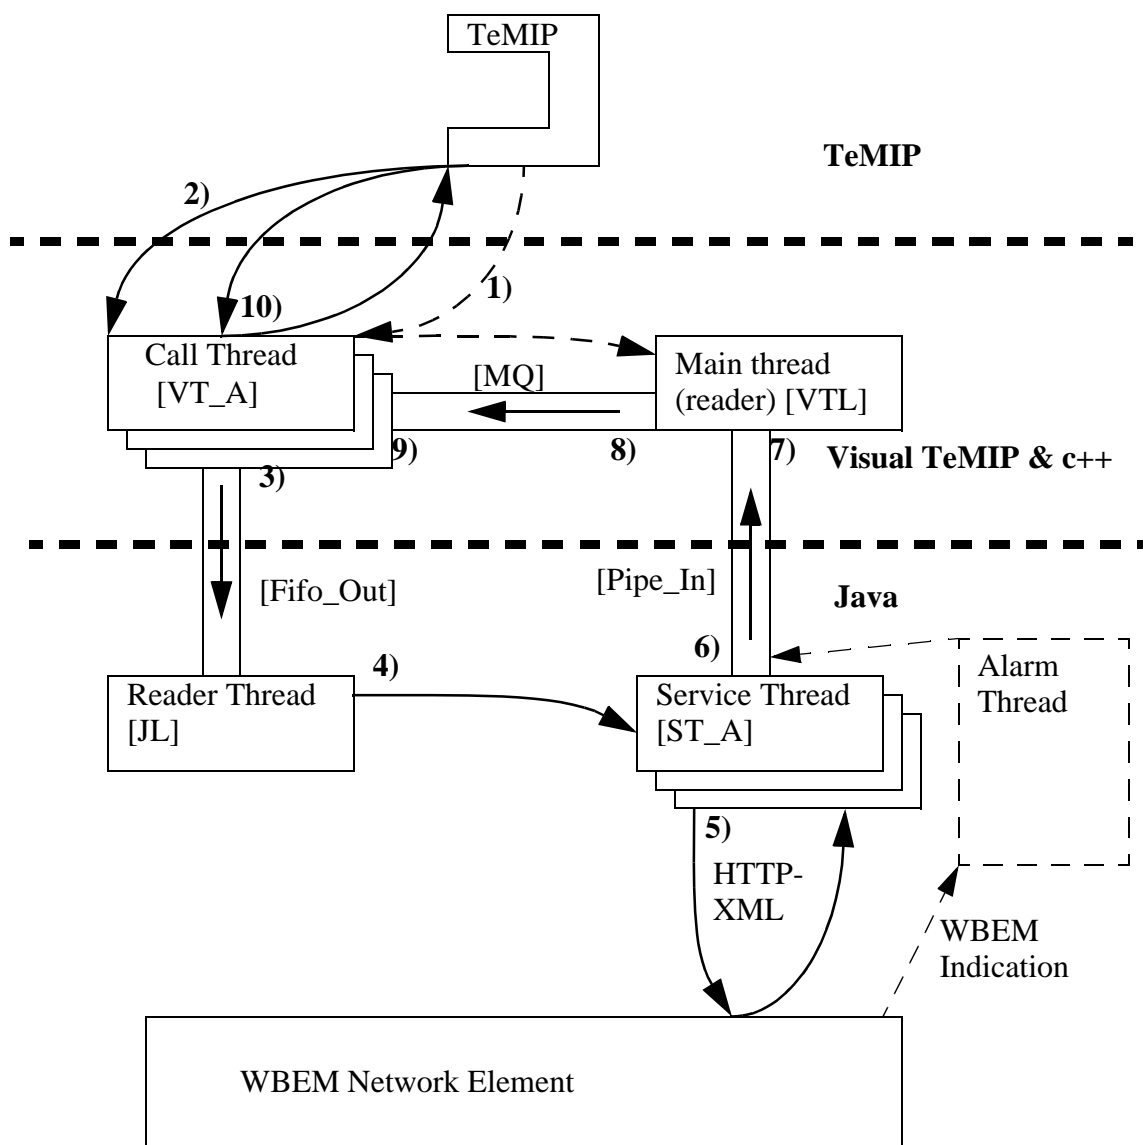 TeMIP
TeMIP
2)
1)
10)
Call Thread
[VT_A]
[MQ]
Main thread
(reader) [VTL]
9)
8)
7)
3)
Visual TeMIP & c++
[Fifo_Out]
[Pipe_In]
Java
6)
4)
Reader Thread
[JL]
Service Thread
[ST_A]
Alarm
Thread
5)
HTTP-
XML
WBEM
Indication
WBEM Network Element